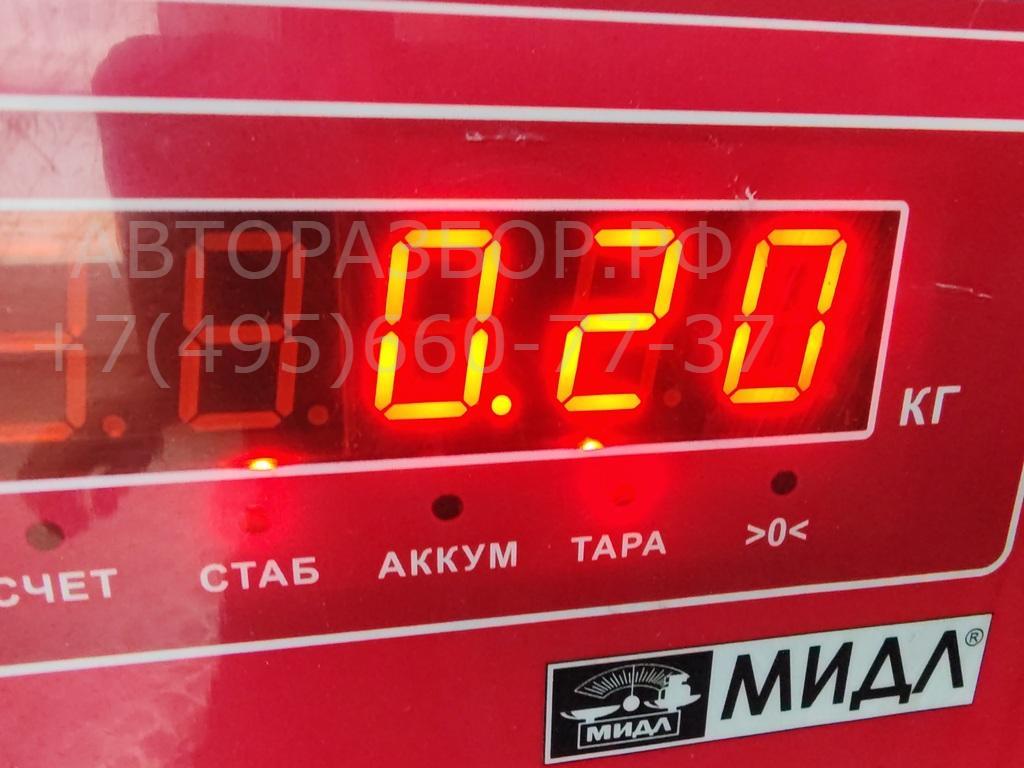 АВТОРАЗБОР.РФ
+7(495)660-77-37
0.20
КГ
СЧЕТ СТАБ АККУМ ТАРА >0<
МИДЛ МИДЛ®